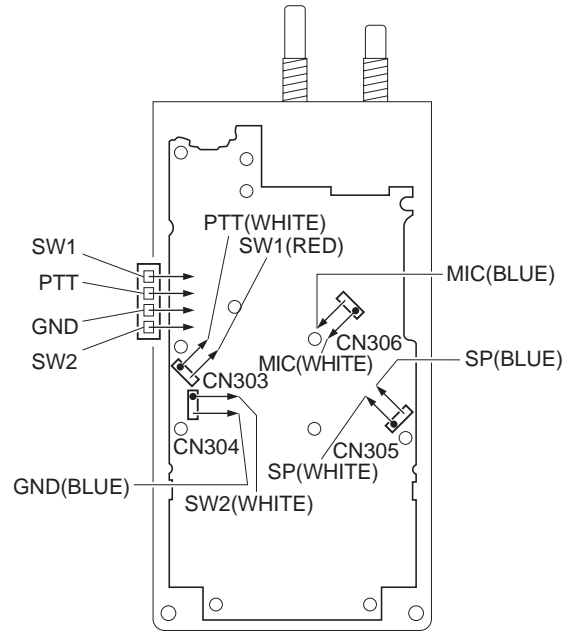 PTT(WHITE)
SW1(RED)
SW1
PTT
GND
SW2
MIC(BLUE)
CN306
MIC(WHITE)
SP(BLUE)
CN303
CN304
CN305
SP(WHITE)
GND(BLUE)
SW2(WHITE)